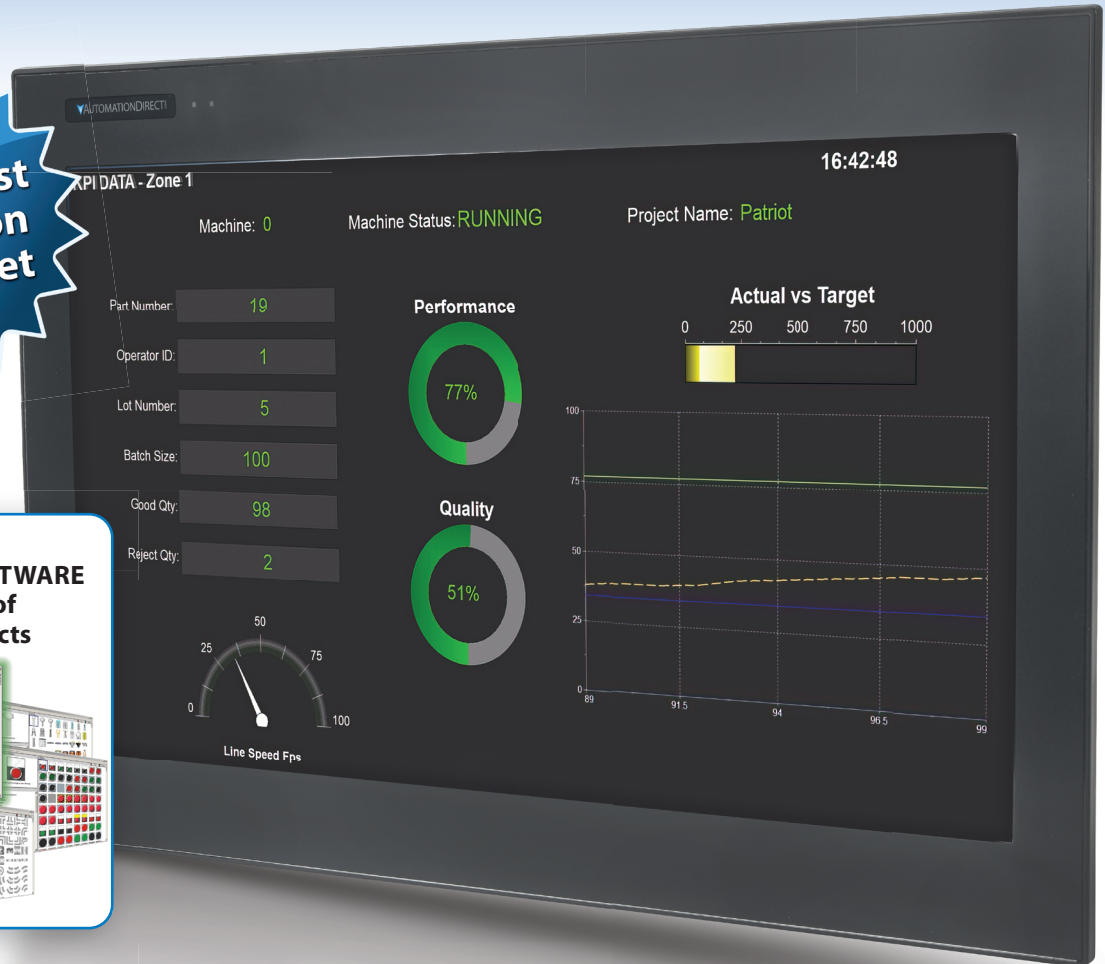 AUTOMATIONDIRECT
16:42:48
KPI DATA - Zone 1
Machine: 0 Machine Status: RUNNING Project Name: Patriot
st
on
et
Part Number: 19
Operator ID: 1
Lot Number: 5
Batch Size: 100
Good Qty: 98
Reject Qty: 2
Performance
77%
Quality
51%
Actual vs Target
0 250 500 750 1000
100
75
50
25
0
89 91.5 94 96.5 99
0 25 50 75 100
Line Speed Fps
TWARE
of
cts